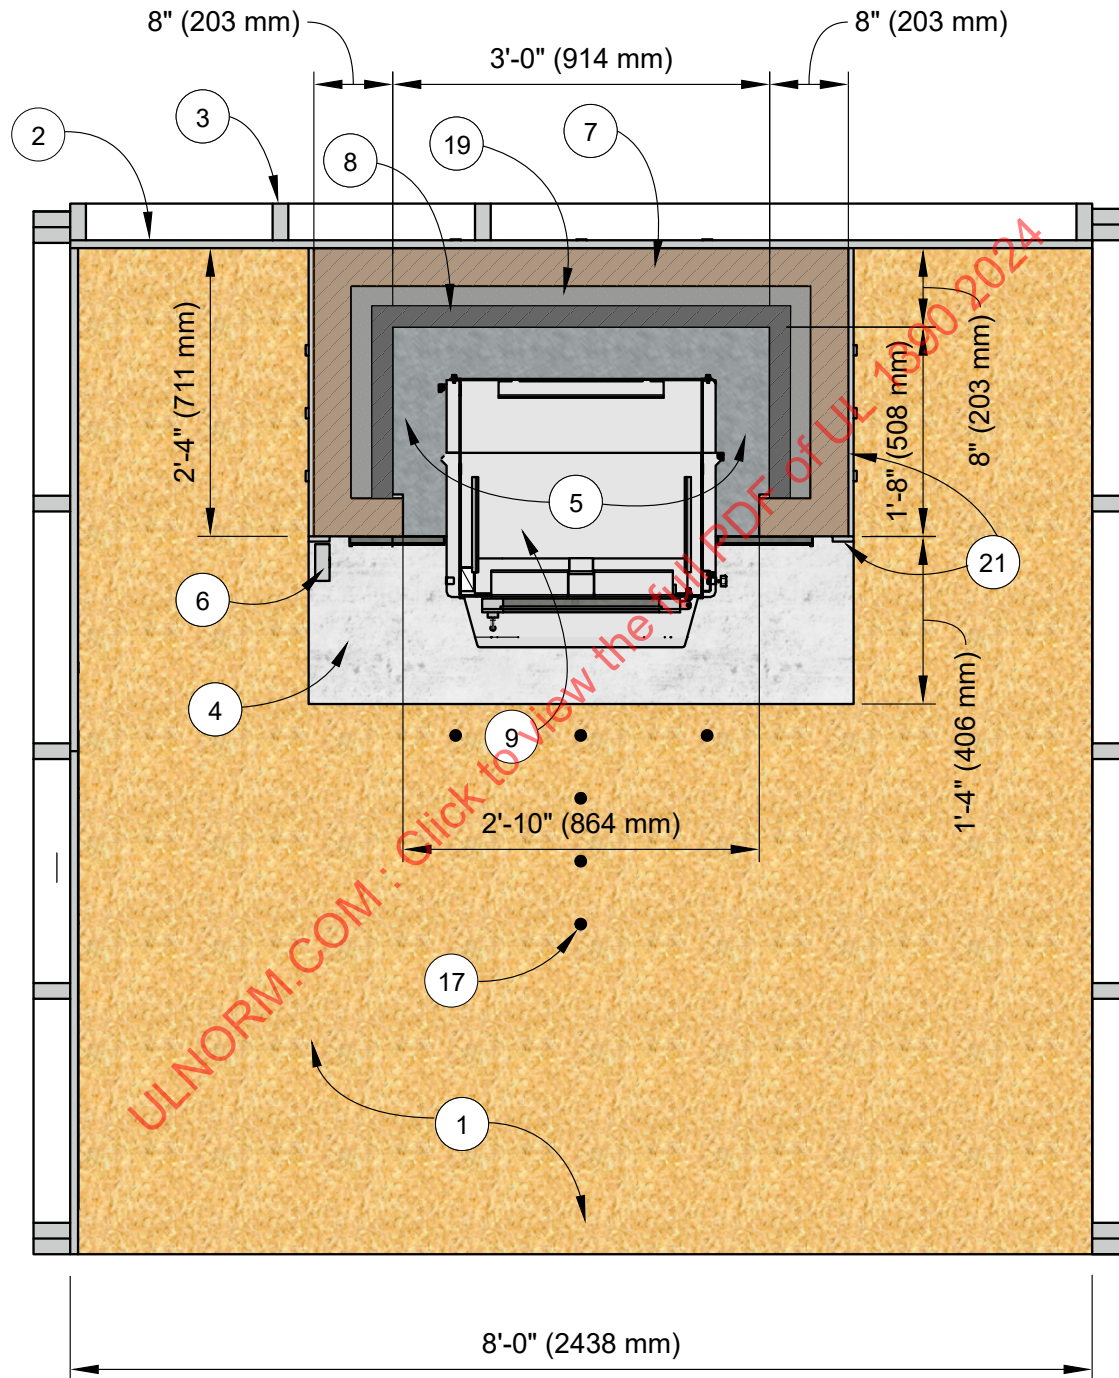 8" (203 mm)
8" (203 mm)
3'-0" (914 mm)
2
3
8
19
7
2'-4" (711 mm)
8" (203 mm)
1'-8" (508 mm)
5
21
6
4
9
1'-4" (406 mm)
2'-10" (864 mm)
17
1
8'-0" (2438 mm)
ULNORM.COM : Click to view the full PDF of UL 1390 2024